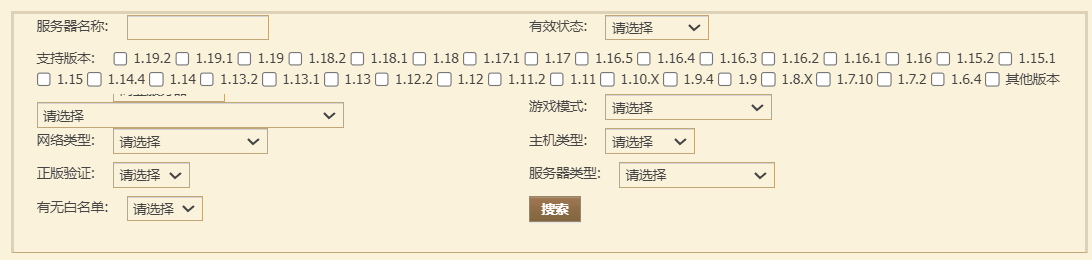 服务器名称: 有效状态: 请选择
支持版本: 1.19.2 1.19.1 1.19 1.18.2 1.18.1 1.18 1.17.1 1.17 1.16.5 1.16.4 1.16.3 1.16.2 1.16.1 1.16 1.15.2 1.15.1
1.15 1.14.4 1.14 1.13.2 1.13.1 1.13 1.12.2 1.12 1.11.2 1.11 1.10.X 1.9.4 1.9 1.8.X 1.7.10 1.7.2 1.6.4 其他版本
请选择 游戏模式: 请选择
网络类型: 请选择 主机类型: 请选择
正版验证: 请选择 服务器类型: 请选择
有无白名单: 请选择 搜索